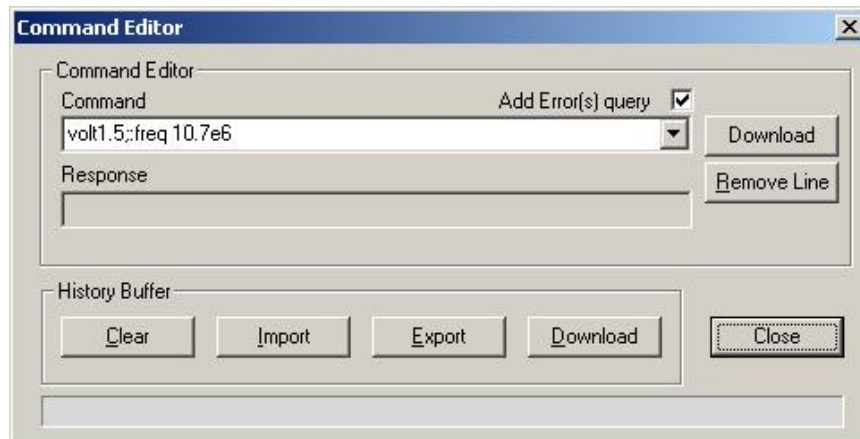 Command Editor
Command Editor
Command
Add Error(s) query
volt1.5;:freq 10.7e6
Download
Response
Remove Line
History Buffer
Clear
Import
Export
Download
Close